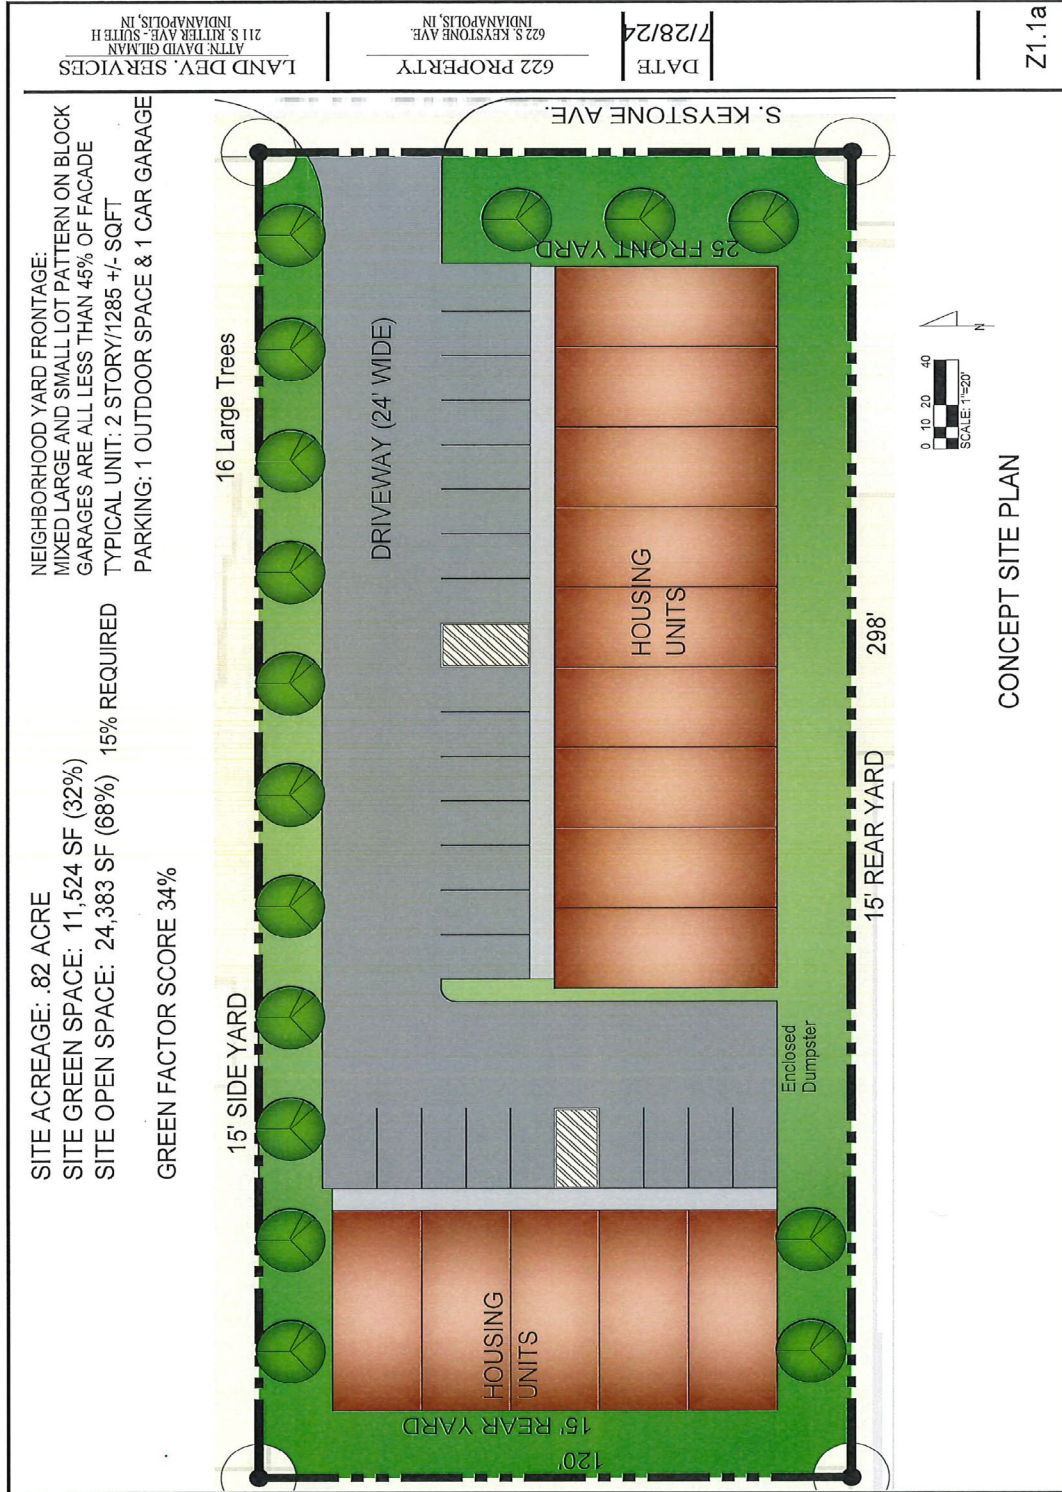 LAND DEV. SERVICES
ATTN: DAVID GILMAN
211 S. RITTER AVE - SUITE H
INDIANAPOLIS, IN
622 PROPERTY
622 S. KEYSTONE AVE.
INDIANAPOLIS, IN
DATE
7/28/24
Z1.1a
SITE ACREAGE: .82 ACRE
SITE GREEN SPACE: 11,524 SF (32%)
SITE OPEN SPACE: 24,383 SF (68%) 15% REQUIRED
GREEN FACTOR SCORE 34%
NEIGHBORHOOD YARD FRONTAGE:
MIXED LARGE AND SMALL LOT PATTERN ON BLOCK
GARAGES ARE ALL LESS THAN 45% OF FACADE
TYPICAL UNIT: 2 STORY/1285 +/- SQFT
PARKING: 1 OUTDOOR SPACE & 1 CAR GARAGE
15' SIDE YARD
16 Large Trees
S. KEYSTONE AVE.
25 FRONT YARD
DRIVEWAY (24' WIDE)
HOUSING
UNITS
HOUSING
UNITS
15' REAR YARD
120'
Enclosed
Dumpster
15' REAR YARD
298'
0 10 20 40
SCALE: 1"=20'
N
CONCEPT SITE PLAN